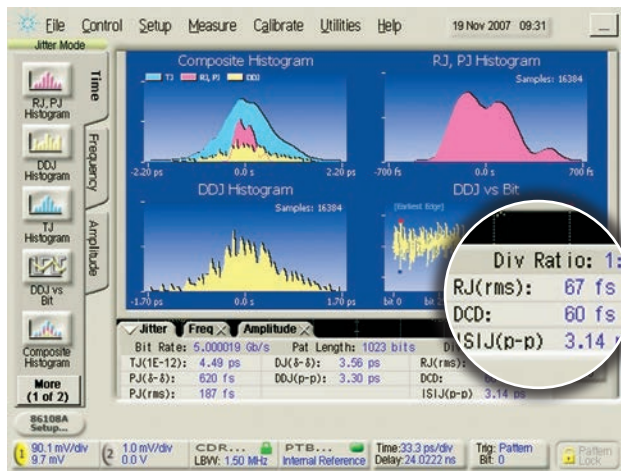 File Control Setup Measure Calibrate Utilities Help 19 Nov 2007 09:31
Jitter Mode
Time
Frequency
Amplitude
RJ, PJ
Histogram
DDJ
Histogram
TJ
Histogram
DDJ vs
Bit
Composite
Histogram
More
(1 of 2)
86108A
Setup...
Composite Histogram
TJ RJ, PJ DDJ
-2.20 ps 0.0 s 2.20 ps
RJ, PJ Histogram
Samples: 16384
-700 fs 0.0 s 700 fs
DDJ Histogram
Samples: 16384
-1.70 ps 0.0 s 1.70 ps
DDJ vs Bit
[Earliest Edge]
bit 0 bit
Div Ratio: 1:
RJ(rms): 67 fs
DCD: 60 fs
ISIJ(p-p) 3.14
Jitter Freq Amplitude
Bit Rate: 5.000019 Gb/s Pat Length: 1023 bits
TJ(1E-12): 4.49 ps DJ(δ-δ): 3.56 ps RJ(rms):
PJ(δ-δ): 620 fs DDJ(p-p): 3.30 ps DCD:
PJ(rms): 187 fs ISIJ(p-p) 3.14 ps
1 90.1 mV/div
9.7 mV
2 1.0 mV/div
0.0 V
CDR...
LBW: 1.50 MHz
PTB...
Internal Reference
Time:33.3 ps/div
Delay:24.0222 ns
Trig: Pattern
Bit: 0
Pattern
Lock